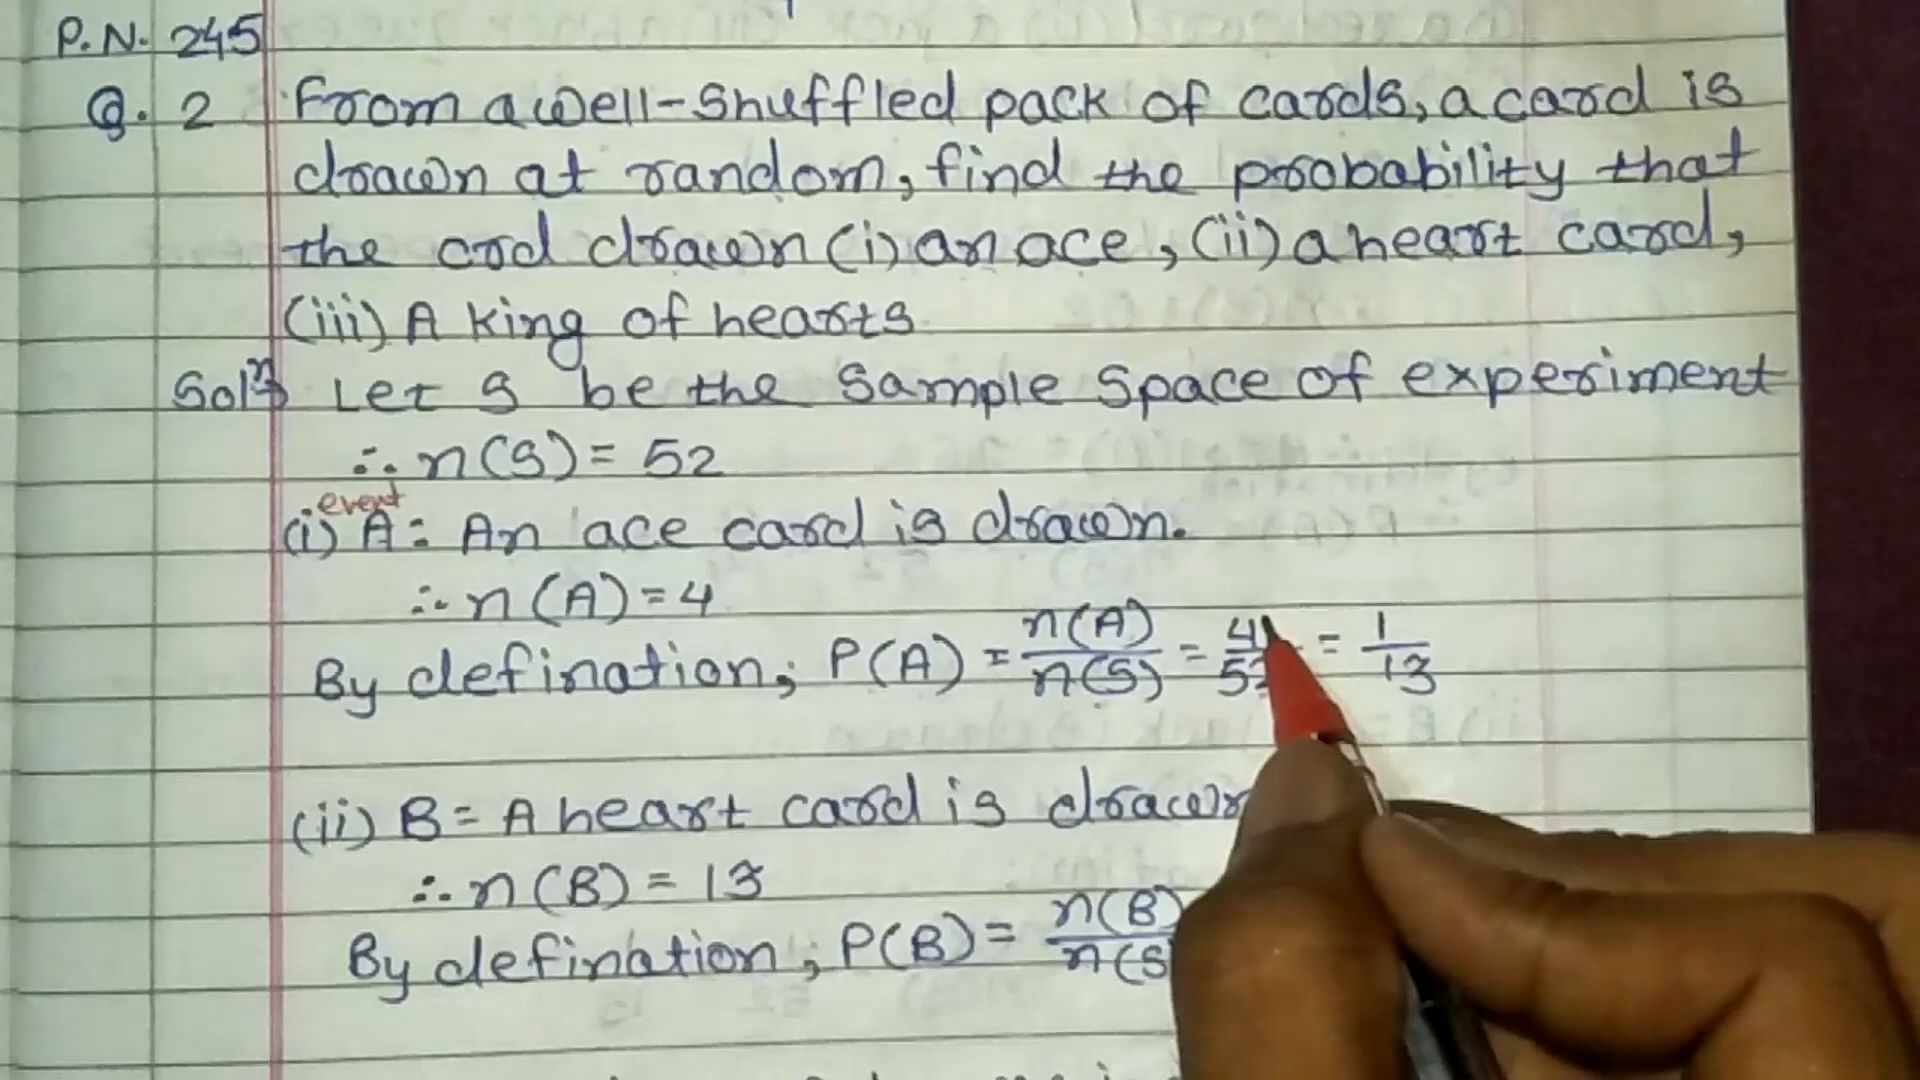 P.N. 245
Q. 2 From a well-shuffled pack of cards, a card is
drawn at random, find the probability that
the crd drawn (i) an ace, (ii) a heart card,
(iii) A king of hearts
Solⁿ Let S be the Sample Space of experiment
∴ n(S) = 52
event
(i) A: An ace card is drawn.
∴ n(A) = 4
By defination, P(A) = n(A)/n(S) = 4/52 = 1/13
(ii) B = A heart card is drawn
∴ n(B) = 13
By defination, P(B) = n(B)/n(S